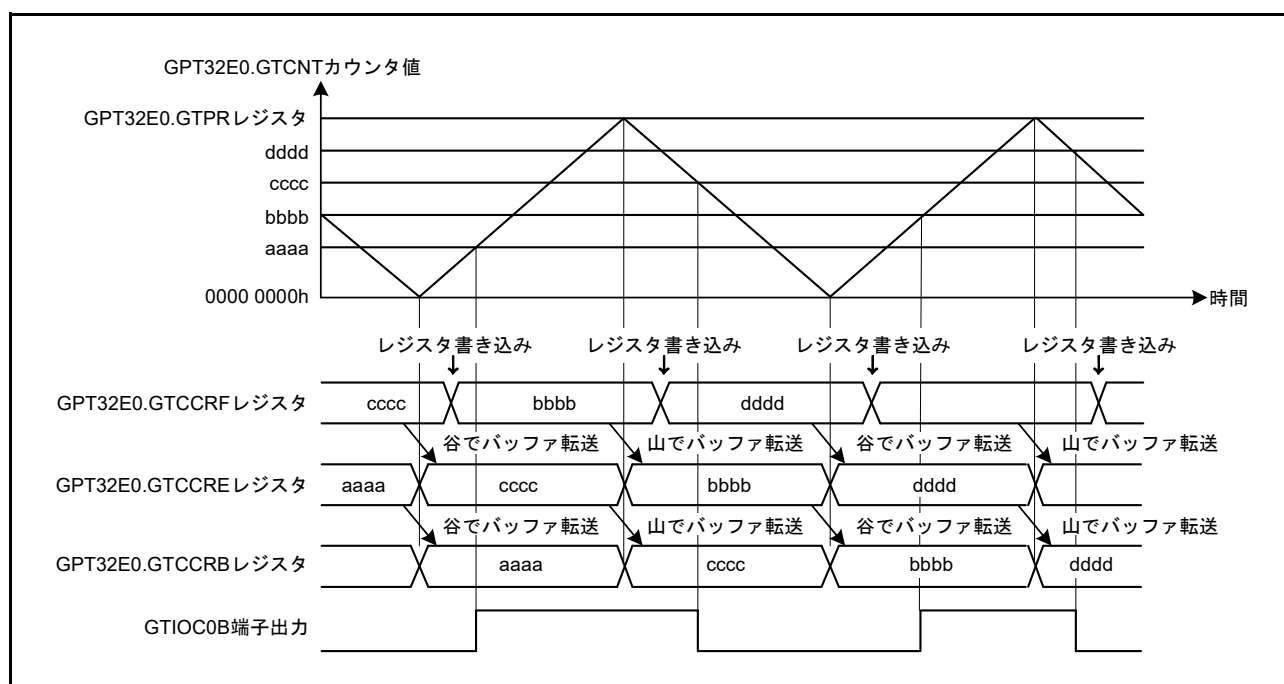 GPT32E0.GTCNTカウンタ値
GPT32E0.GTPRレジスタ
dddd
cccc
bbbb
aaaa
0000 0000h
時間
レジスタ書き込み レジスタ書き込み レジスタ書き込み レジスタ書き込み
GPT32E0.GTCCRFレジスタ cccc bbbb dddd
谷でバッファ転送 山でバッファ転送 谷でバッファ転送 山でバッファ転送
GPT32E0.GTCCREレジスタ aaaa cccc bbbb dddd
谷でバッファ転送 山でバッファ転送 谷でバッファ転送 山でバッファ転送
GPT32E0.GTCCRBレジスタ aaaa cccc bbbb dddd
GTIOC0B端子出力